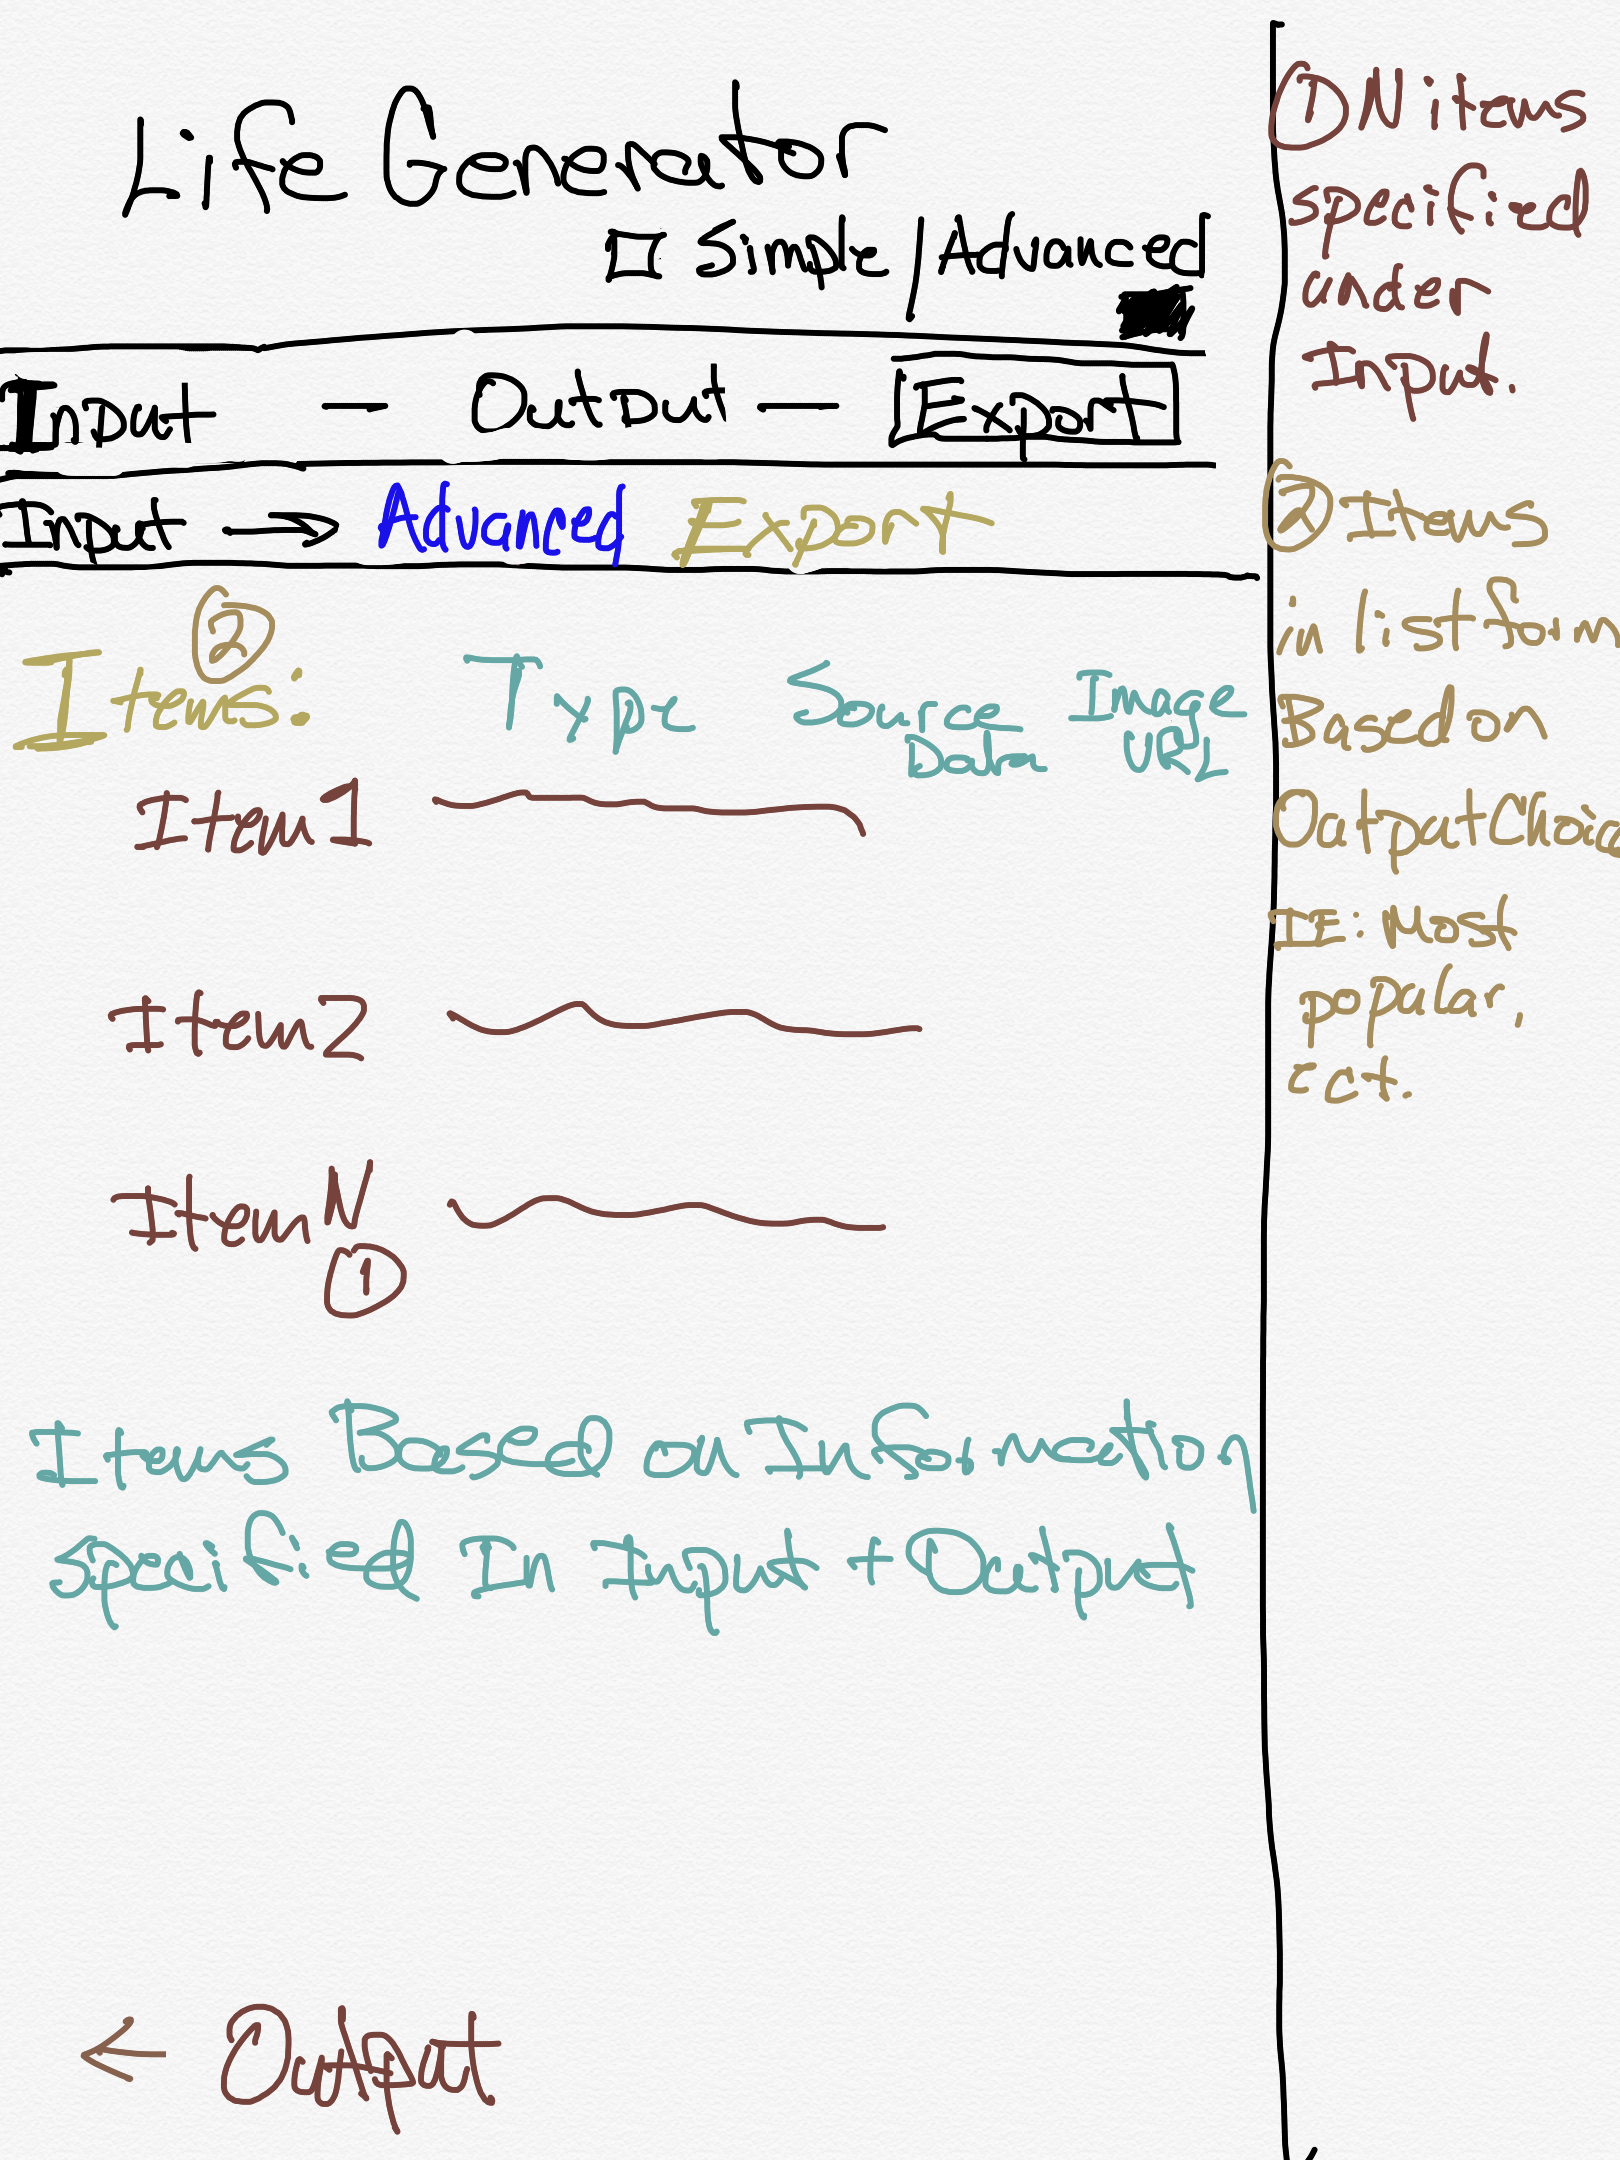 Life Generator
Simple / Advanced
Input — Output — Export
Input → Advanced Export
②
Items: Type Source Data Image URL
Item 1
Item 2
Item N
①
Items Based on Information
specified In Input + Output
← Output
① N items
specified
under
Input.
② Items
in list form
Based on
Output Choice
IE: Most
popular,
ect.